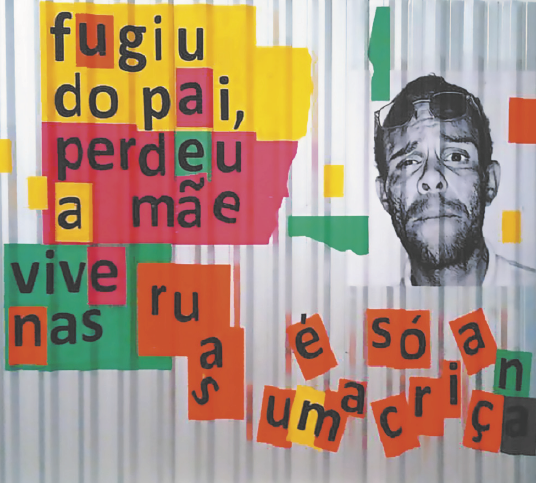 fugiu
do pai,
perdeu
a mãe
vive
nas ruas
é só
uma criança